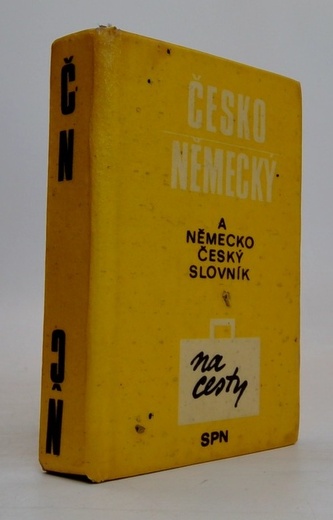 ČESKO
NĚMECKÝ
A
NĚMECKO
ČESKÝ
SLOVNÍK
na
cesty
SPN
Č
N
N
Č